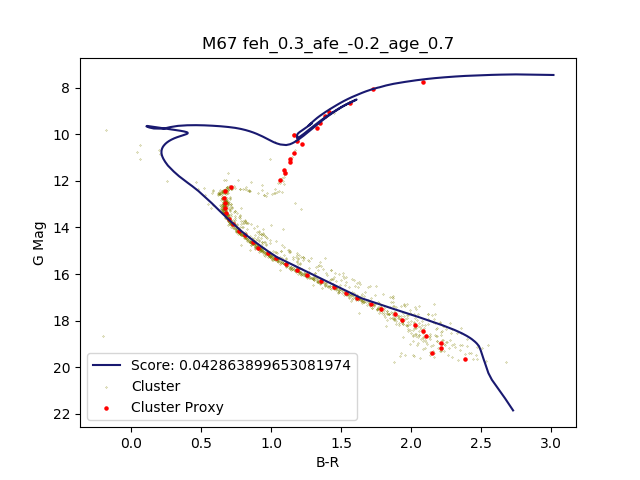 M67 feh_0.3_afe_-0.2_age_0.7
8
10
12
14
16
18
20
22
G Mag
Score: 0.042863899653081974
Cluster
Cluster Proxy
0.0 0.5 1.0 1.5 2.0 2.5 3.0
B-R